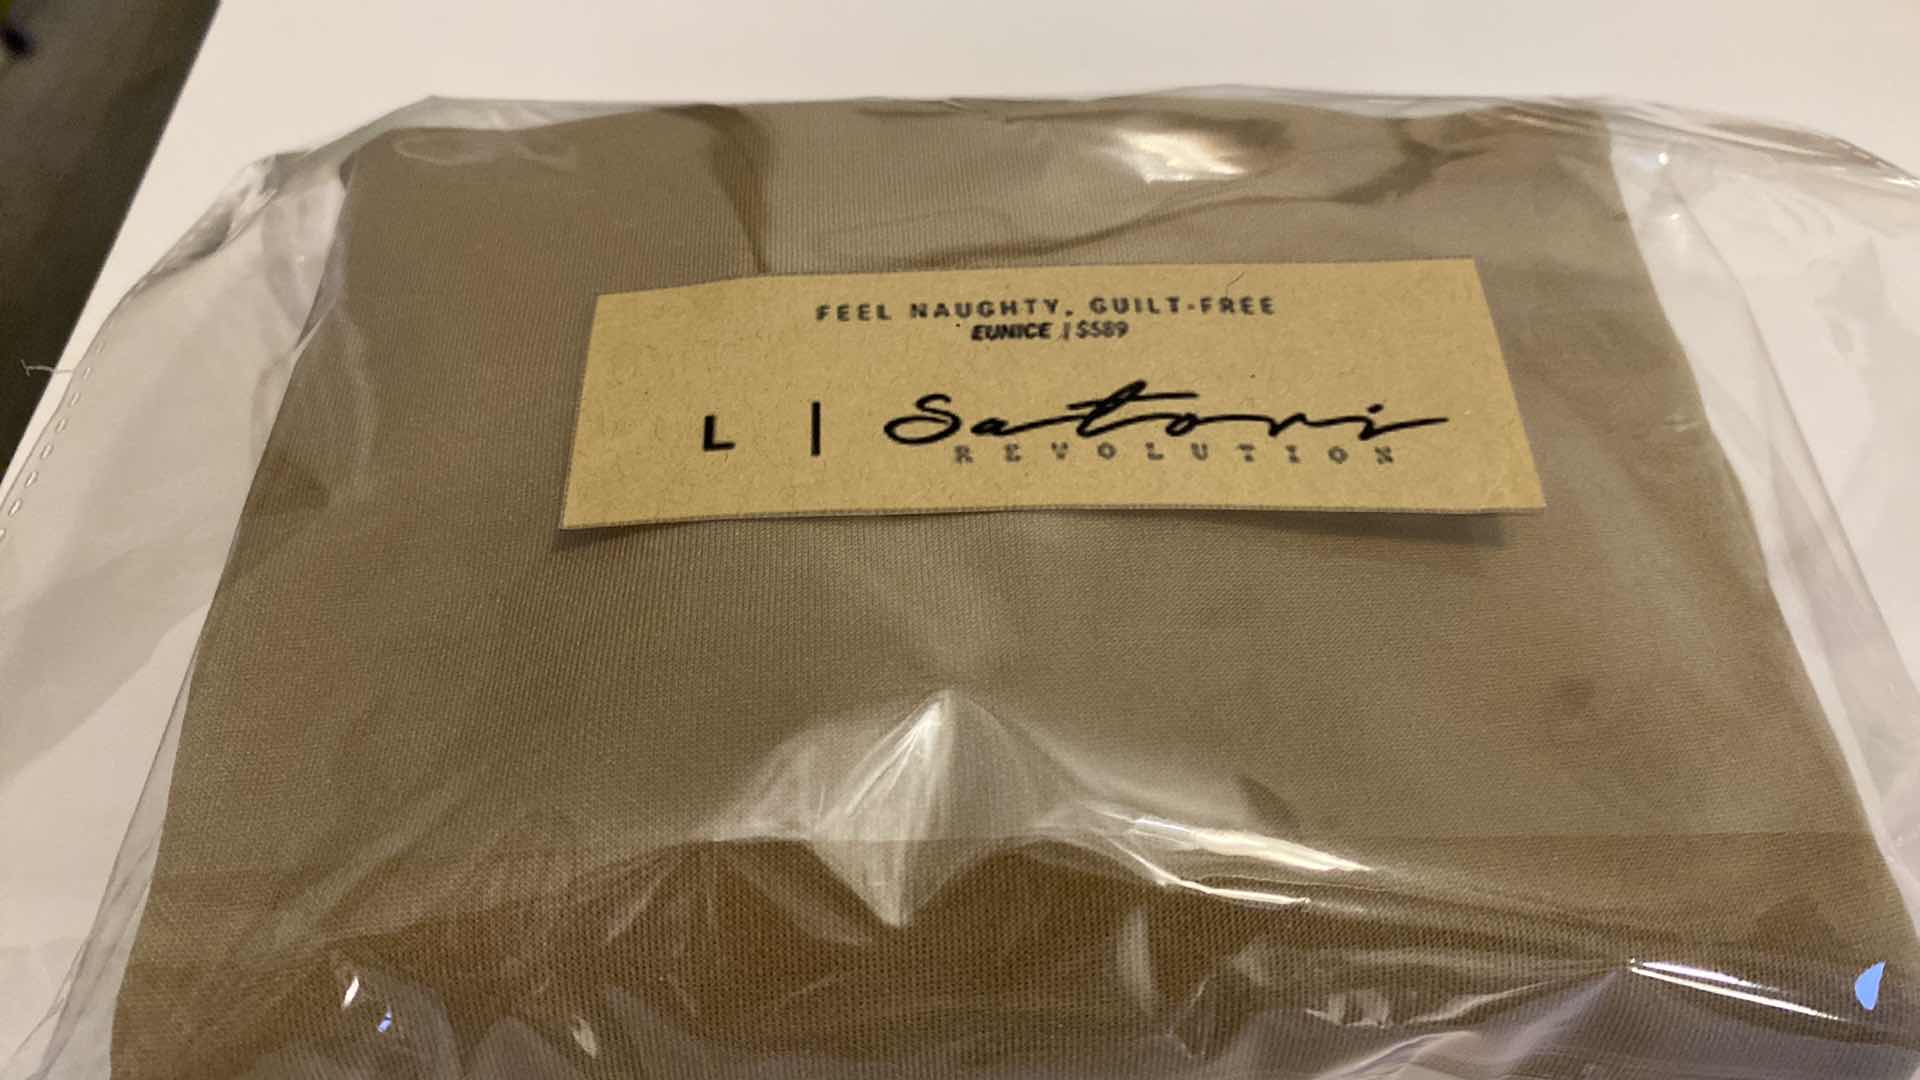 FEEL NAUGHTY, GUILT-FREE
EUNICE / $589
L | Satori
REVOLUTION